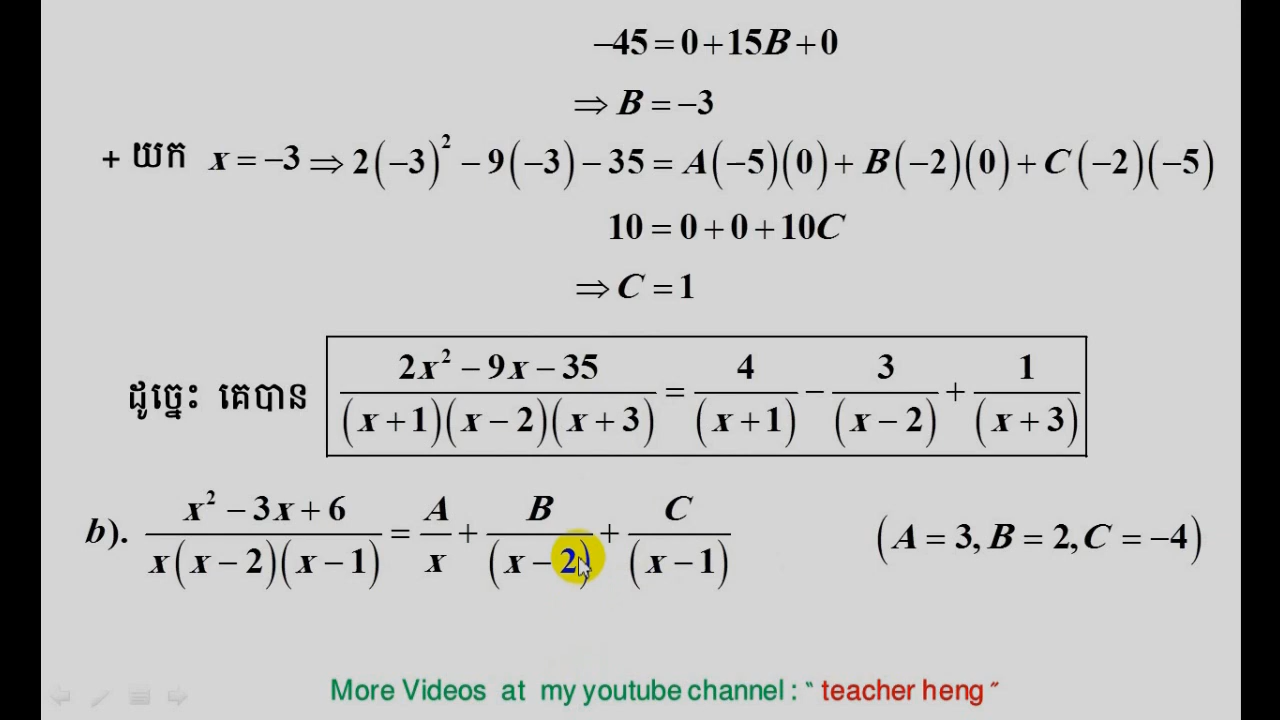 −45 = 0 + 15B + 0
⇒ B = −3
+ យក x = −3 ⇒ 2(−3)² − 9(−3) − 35 = A(−5)(0) + B(−2)(0) + C(−2)(−5)
10 = 0 + 0 + 10C
⇒ C = 1
ដូច្នេះ គេបាន (2x² − 9x − 35)/((x + 1)(x − 2)(x + 3)) = 4/(x + 1) − 3/(x − 2) + 1/(x + 3)
b). (x² − 3x + 6)/(x(x − 2)(x − 1)) = A/x + B/(x − 2) + C/(x − 1) (A = 3, B = 2, C = −4)
More Videos at my youtube channel : “ teacher heng ”